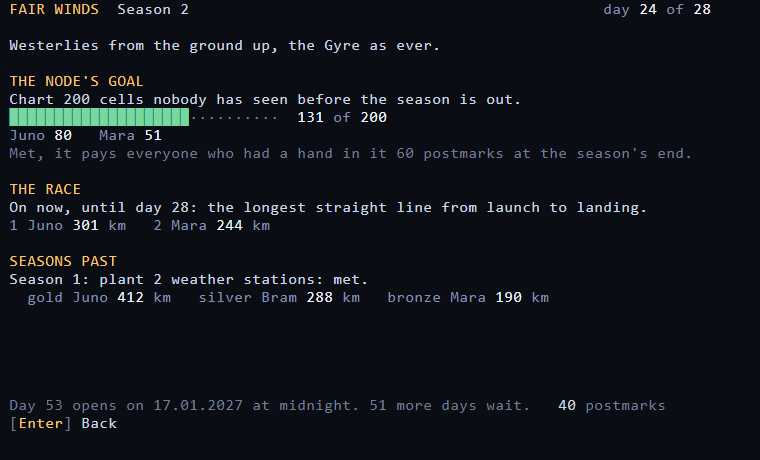 FAIR WINDS  Season 2  day 24 of 28
Westerlies from the ground up, the Gyre as ever.
THE NODE'S GOAL
Chart 200 cells nobody has seen before the season is out.
·········· 131 of 200
Juno 80   Mara 51
Met, it pays everyone who had a hand in it 60 postmarks at the season's end.
THE RACE
On now, until day 28: the longest straight line from launch to landing.
1 Juno 301 km   2 Mara 244 km
SEASONS PAST
Season 1: plant 2 weather stations: met.
gold Juno 412 km   silver Bram 288 km   bronze Mara 190 km
Day 53 opens on 17.01.2027 at midnight. 51 more days wait.   40 postmarks
[Enter] Back